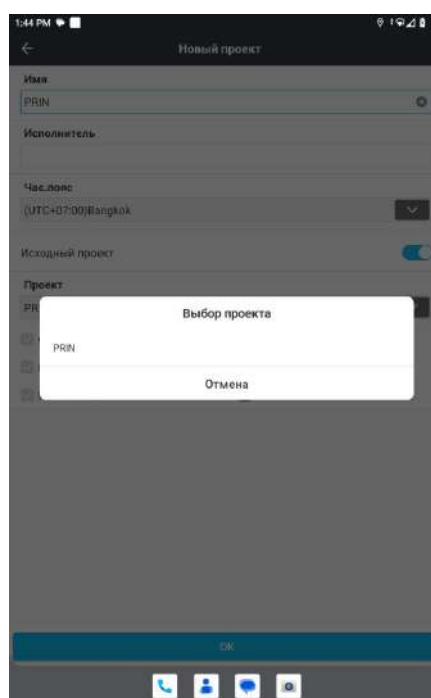 1:44 PM
Новый проект
Имя
PRIN
Исполнитель
Час.пояс
(UTC+07:00)Bangkok
Исходный проект
Проект
PR
Выбор проекта
PRIN
Отмена
OK